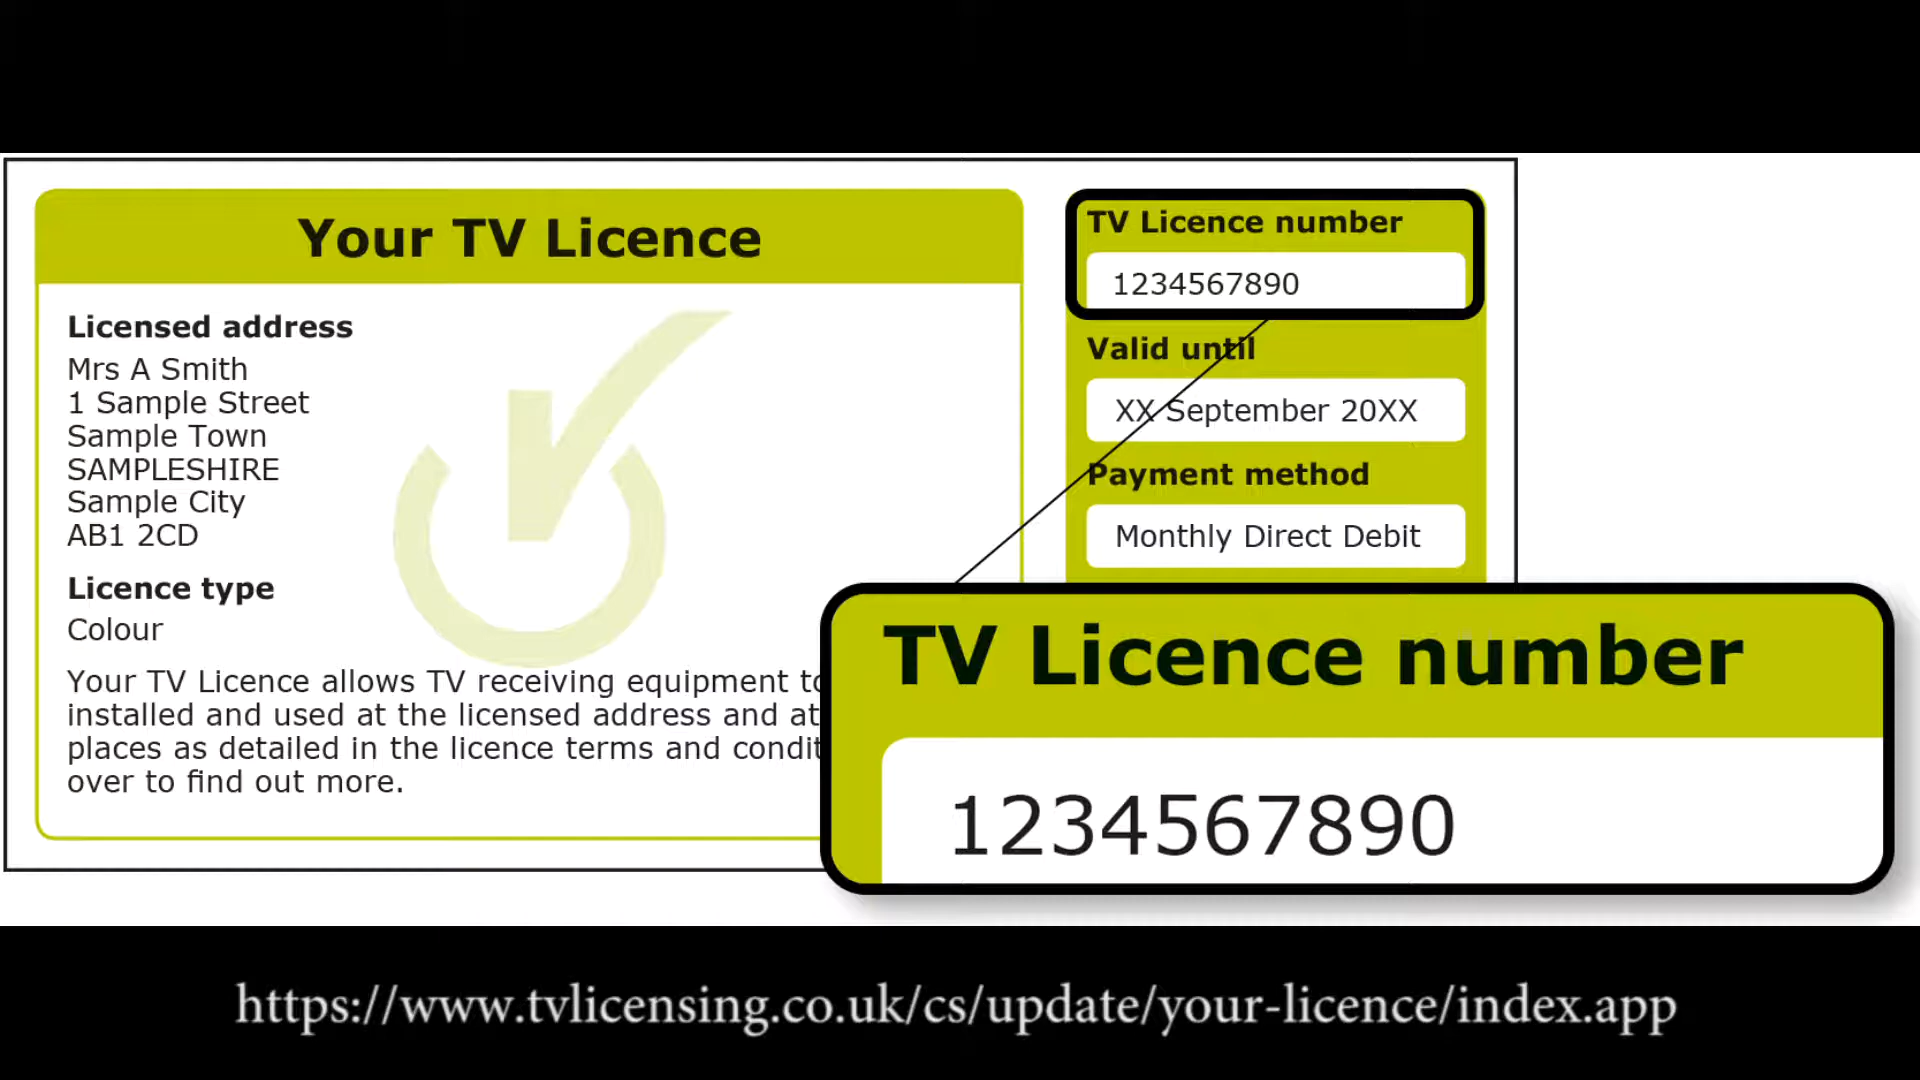 Your TV Licence
Licensed address
Mrs A Smith
1 Sample Street
Sample Town
SAMPLESHIRE
Sample City
AB1 2CD
Licence type
Colour
Your TV Licence allows TV receiving equipment
installed and used at the licensed address and at
places as detailed in the licence terms and
over to find out more.
TV Licence number
1234567890
Valid until
XX September 20XX
Payment method
Monthly Direct Debit
TV Licence number
1234567890
https://www.tvlicensing.co.uk/cs/update/your-licence/index.app